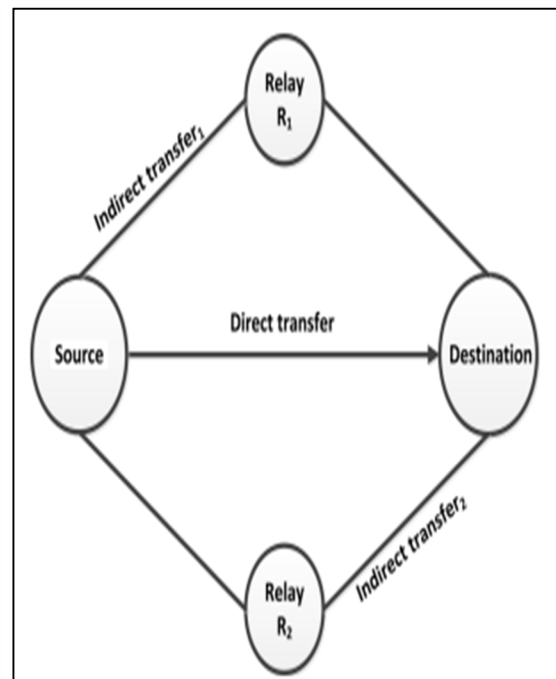 Relay
R₁
Indirect transfer₁
Direct transfer
Source
Destination
Indirect transfer₂
Relay
R₂